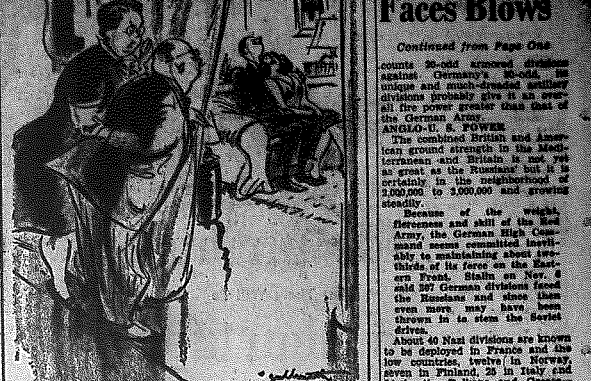 Faces Blows
Continued from Page One
counts 20-odd armored divisions
against Germany's 20-odd. Its
unique and much-dreaded artillery
divisions probably give it an over-
all fire power greater than that of
the German Army.
ANGLO-U. S. POWER
The combined British and Amer-
ican ground strength in the Medi-
terranean and Britain is not yet
as great as the Russians' but it is
certainly in the neighborhood of
2,000,000 to 3,000,000 and growing
steadily.
Because of the weight,
fierceness and skill of the Red
Army, the German High Com-
mand seems committed inevit-
ably to maintaining about two-
thirds of its force on the East-
ern Front. Stalin on Nov. 6
said 257 German divisions faced
the Russians and since then
even more may have been
thrown in to stem the Soviet
drives.
About 40 Nazi divisions are known
to be deployed in France and the
low countries, twelve in Norway,
seven in Finland, 25 in Italy and